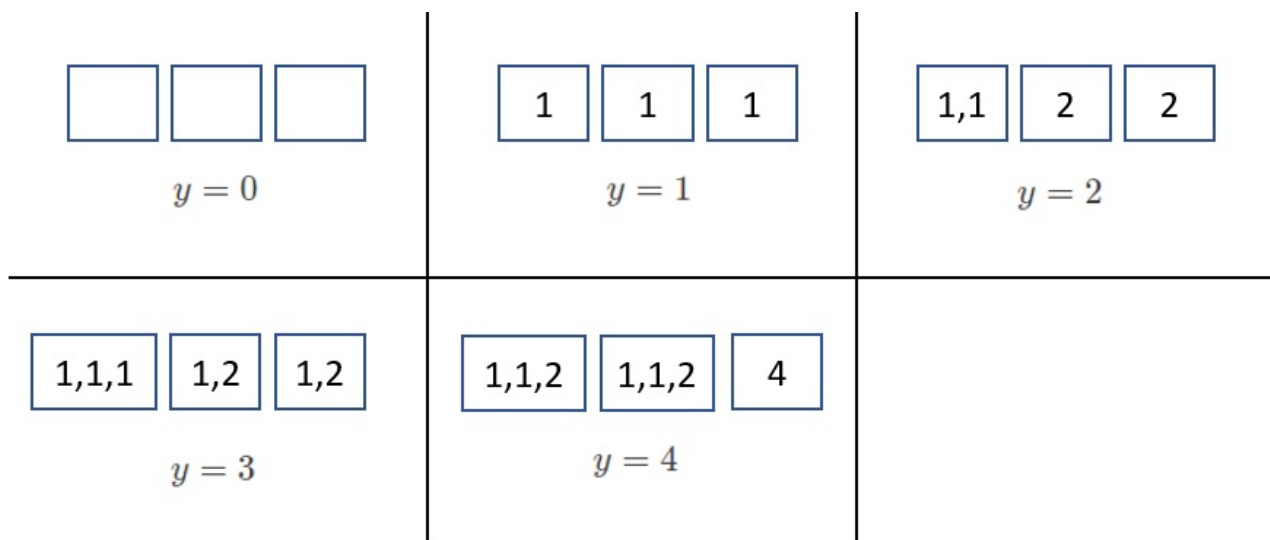 1 1 1 1,1 2 2
y = 0 y = 1 y = 2
1,1,1 1,2 1,2 1,1,2 1,1,2 4
y = 3 y = 4